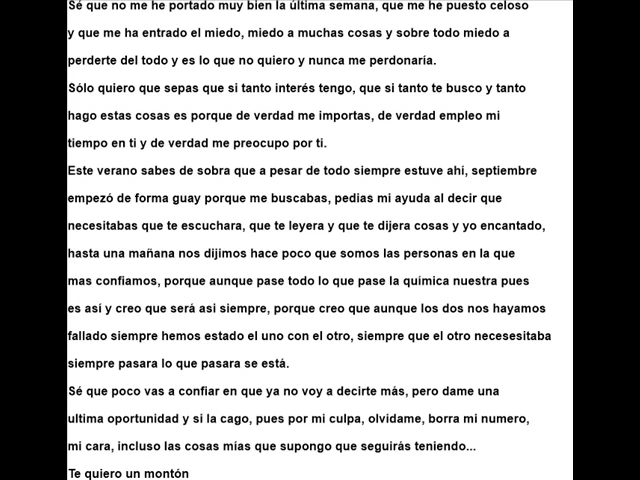 Sé que no me he portado muy bien la última semana, que me he puesto celoso
y que me ha entrado el miedo, miedo a muchas cosas y sobre todo miedo a
perderte del todo y es lo que no quiero y nunca me perdonaría.
Sólo quiero que sepas que si tanto interés tengo, que si tanto te busco y tanto
hago estas cosas es porque de verdad me importas, de verdad empleo mi
tiempo en ti y de verdad me preocupo por ti.
Este verano sabes de sobra que a pesar de todo siempre estuve ahí, septiembre
empezó de forma guay porque me buscabas, pedias mi ayuda al decir que
necesitabas que te escuchara, que te leyera y que te dijera cosas y yo encantado,
hasta una mañana nos dijimos hace poco que somos las personas en la que
mas confiamos, porque aunque pase todo lo que pase la química nuestra pues
es así y creo que será asi siempre, porque creo que aunque los dos nos hayamos
fallado siempre hemos estado el uno con el otro, siempre que el otro necesesitaba
siempre pasara lo que pasara se está.
Sé que poco vas a confiar en que ya no voy a decirte más, pero dame una
ultima oportunidad y si la cago, pues por mi culpa, olvidame, borra mi numero,
mi cara, incluso las cosas mías que supongo que seguirás teniendo...
Te quiero un montón